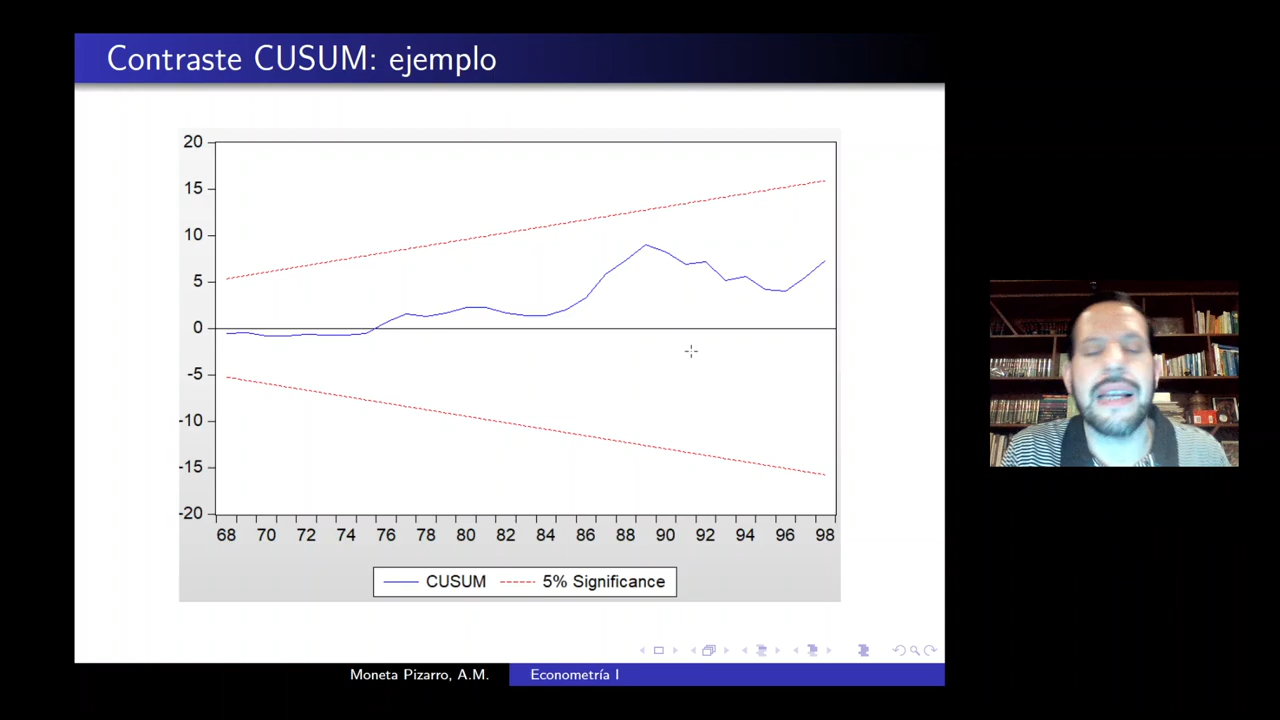 Contraste CUSUM: ejemplo
20
15
10
5
0
-5
-10
-15
-20
68 70 72 74 76 78 80 82 84 86 88 90 92 94 96 98
CUSUM 5% Significance
Moneta Pizarro, A.M. Econometría I